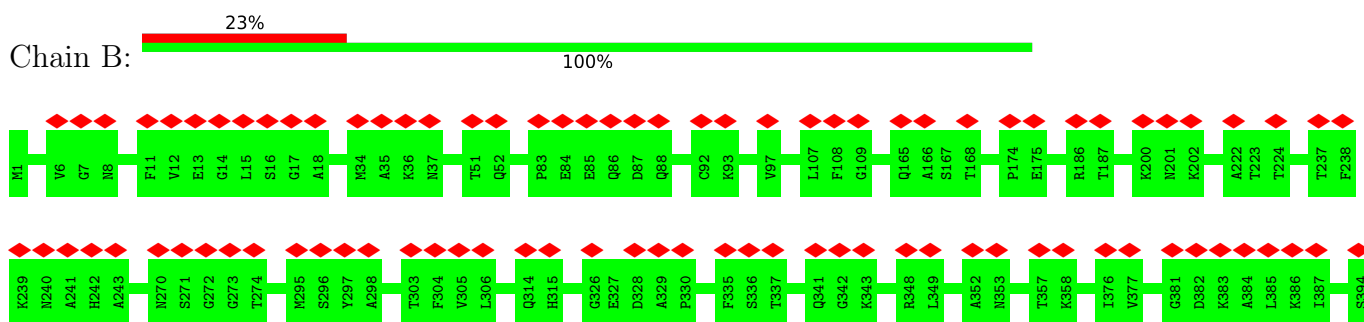 23%
Chain B:
100%
M1 V6 G7 N8 F11 V12 E13 G14 L15 S16 G17 A18 M34 A35 K36 N37 T51 Q52 P83 E84 E85 Q86 D87 Q88 C92 K93 V97 L107 F108 G109 Q165 A166 S167 T168 P174 E175 R186 T187 K200 N201 K202 A222 T223 T224 T237 F238
K239 N240 A241 H242 A243 N270 S271 G272 G273 T274 M295 S296 Y297 A298 T303 F304 V305 L306 Q314 H315 G326 E327 D328 A329 P330 F335 S336 T337 Q341 G342 K343 R348 L349 A352 N353 T357 K358 I376 V377 G381 D382 K383 A384 L385 K386 I387 S394